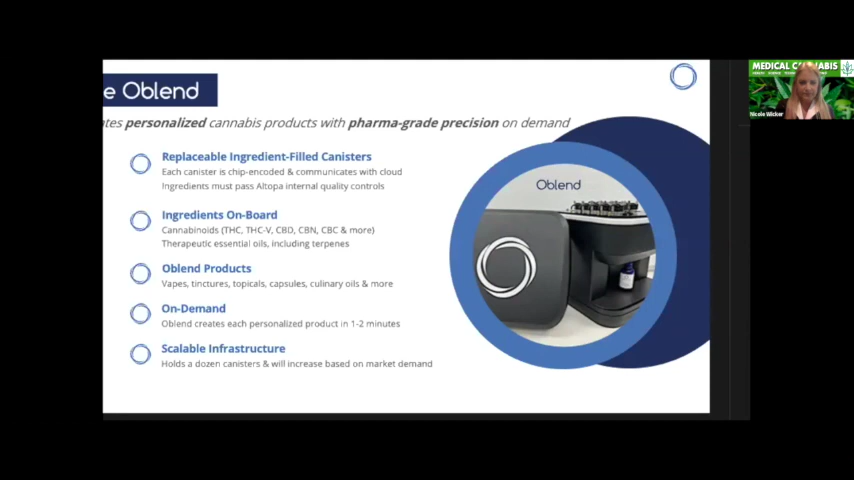 e Oblend
ates personalized cannabis products with pharma-grade precision on demand
Replaceable Ingredient-Filled Canisters
Each canister is chip-encoded & communicates with cloud
Ingredients must pass Altopa internal quality controls
Ingredients On-Board
Cannabinoids (THC, THC-V, CBD, CBN, CBC & more)
Therapeutic essential oils, including terpenes
Oblend Products
Vapes, tinctures, topicals, capsules, culinary oils & more
On-Demand
Oblend creates each personalized product in 1-2 minutes
Scalable Infrastructure
Holds a dozen canisters & will increase based on market demand
Oblend
MEDICAL CANNABIS
Nicole Wicker